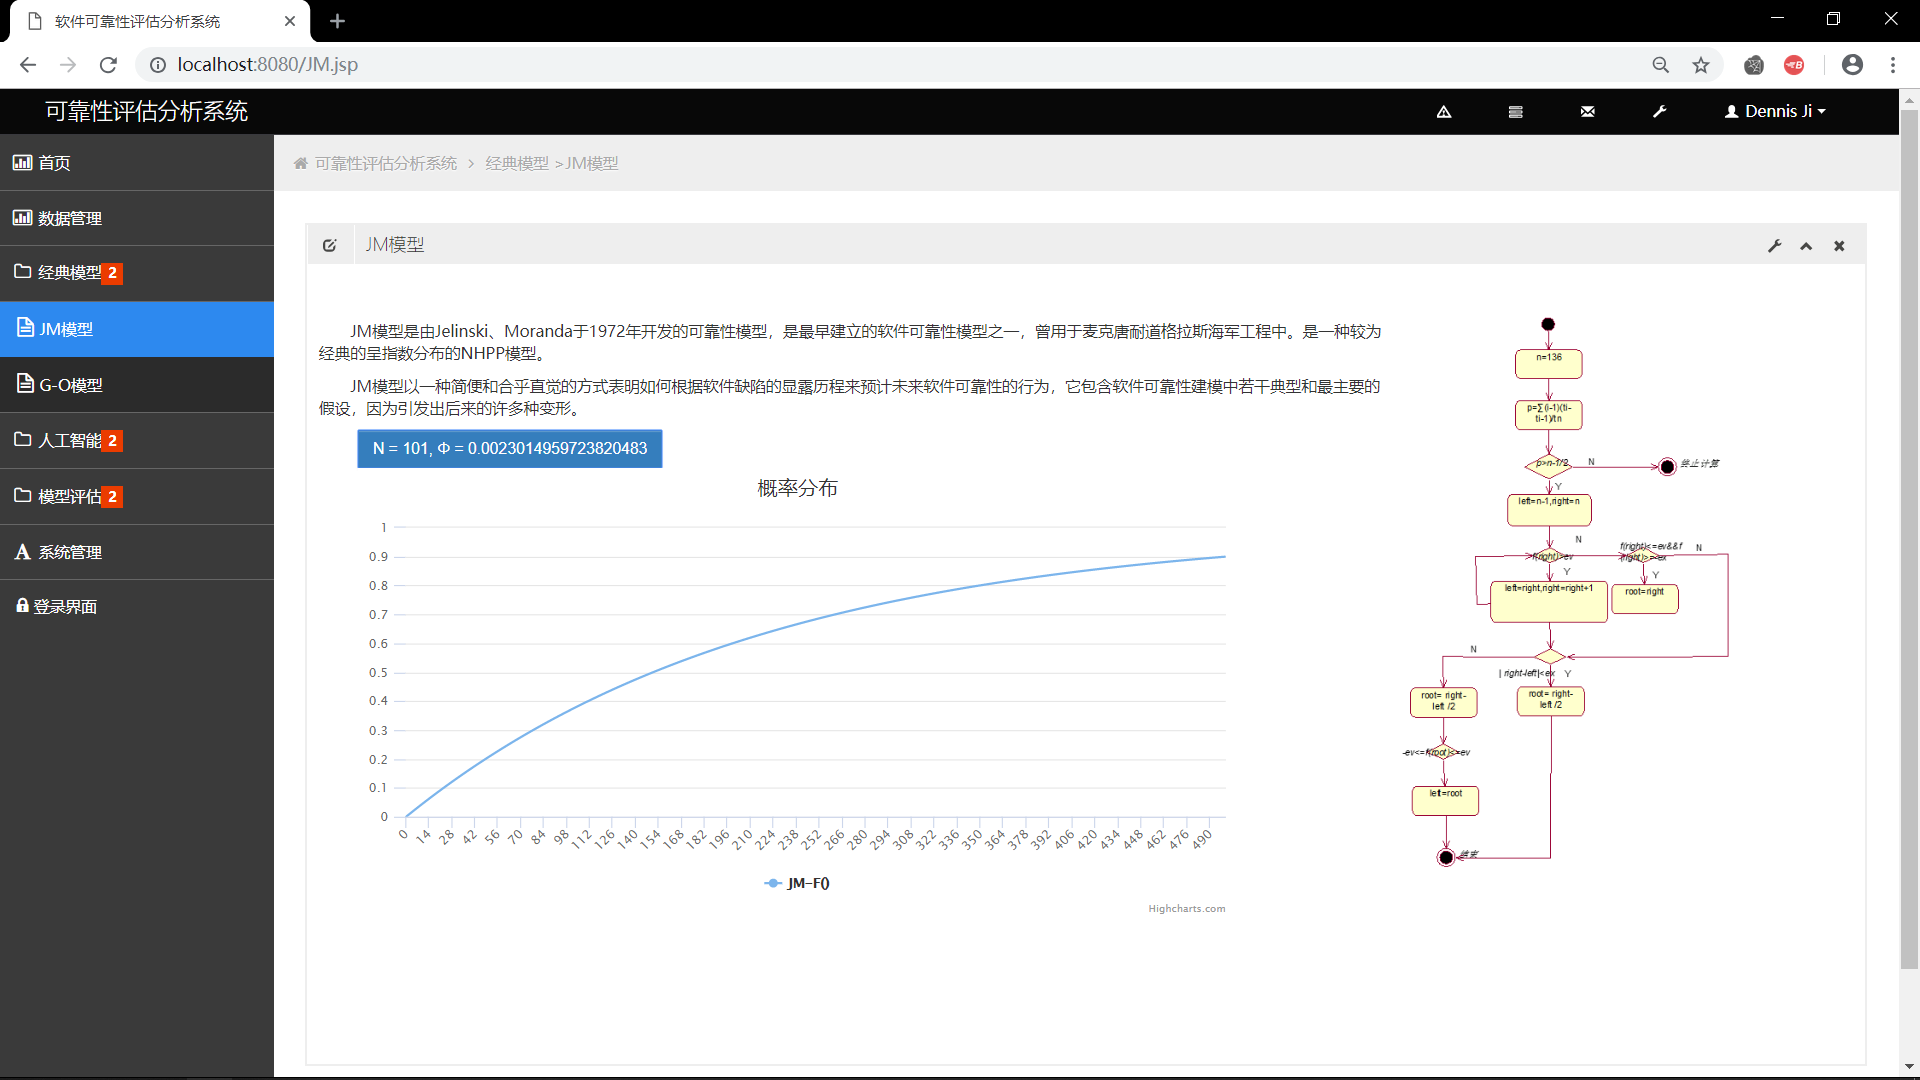 软件可靠性评估分析系统
localhost:8080/JM.jsp
可靠性评估分析系统
Dennis Ji
首页
数据管理
经典模型 2
JM模型
G-O模型
人工智能 2
模型评估 2
系统管理
登录界面
可靠性评估分析系统 > 经典模型 >JM模型
JM模型
JM模型是由Jelinski、Moranda于1972年开发的可靠性模型，是最早建立的软件可靠性模型之一，曾用于麦克唐耐道格拉斯海军工程中。是一种较为
经典的呈指数分布的NHPP模型。
JM模型以一种简便和合乎直觉的方式表明如何根据软件缺陷的显露历程来预计未来软件可靠性的行为，它包含软件可靠性建模中若干典型和最主要的
假设，因为引发出后来的许多种变形。
N = 101, Φ = 0.0023014959723820483
概率分布
1
0.9
0.8
0.7
0.6
0.5
0.4
0.3
0.2
0.1
0
0 14 28 42 56 70 84 98 112 126 140 154 168 182 196 210 224 238 252 266 280 294 308 322 336 350 364 378 392 406 420 434 448 462 476 490
JM-F()
Highcharts.com
n=136
p=∑(i-1)(ti-
ti-1)/tn
p>n-1/2
N
终止计算
Y
left=n-1,right=n
N
>f(right)>ev
f(right)<=ev&&f
(right)>=-ex
N
Y
Y
left=right,right=right+1
root=right
N
| right-left|<ex
Y
root= right-
left /2
root= right-
left /2
-ev<=f(root)<=ev
left=root
结束